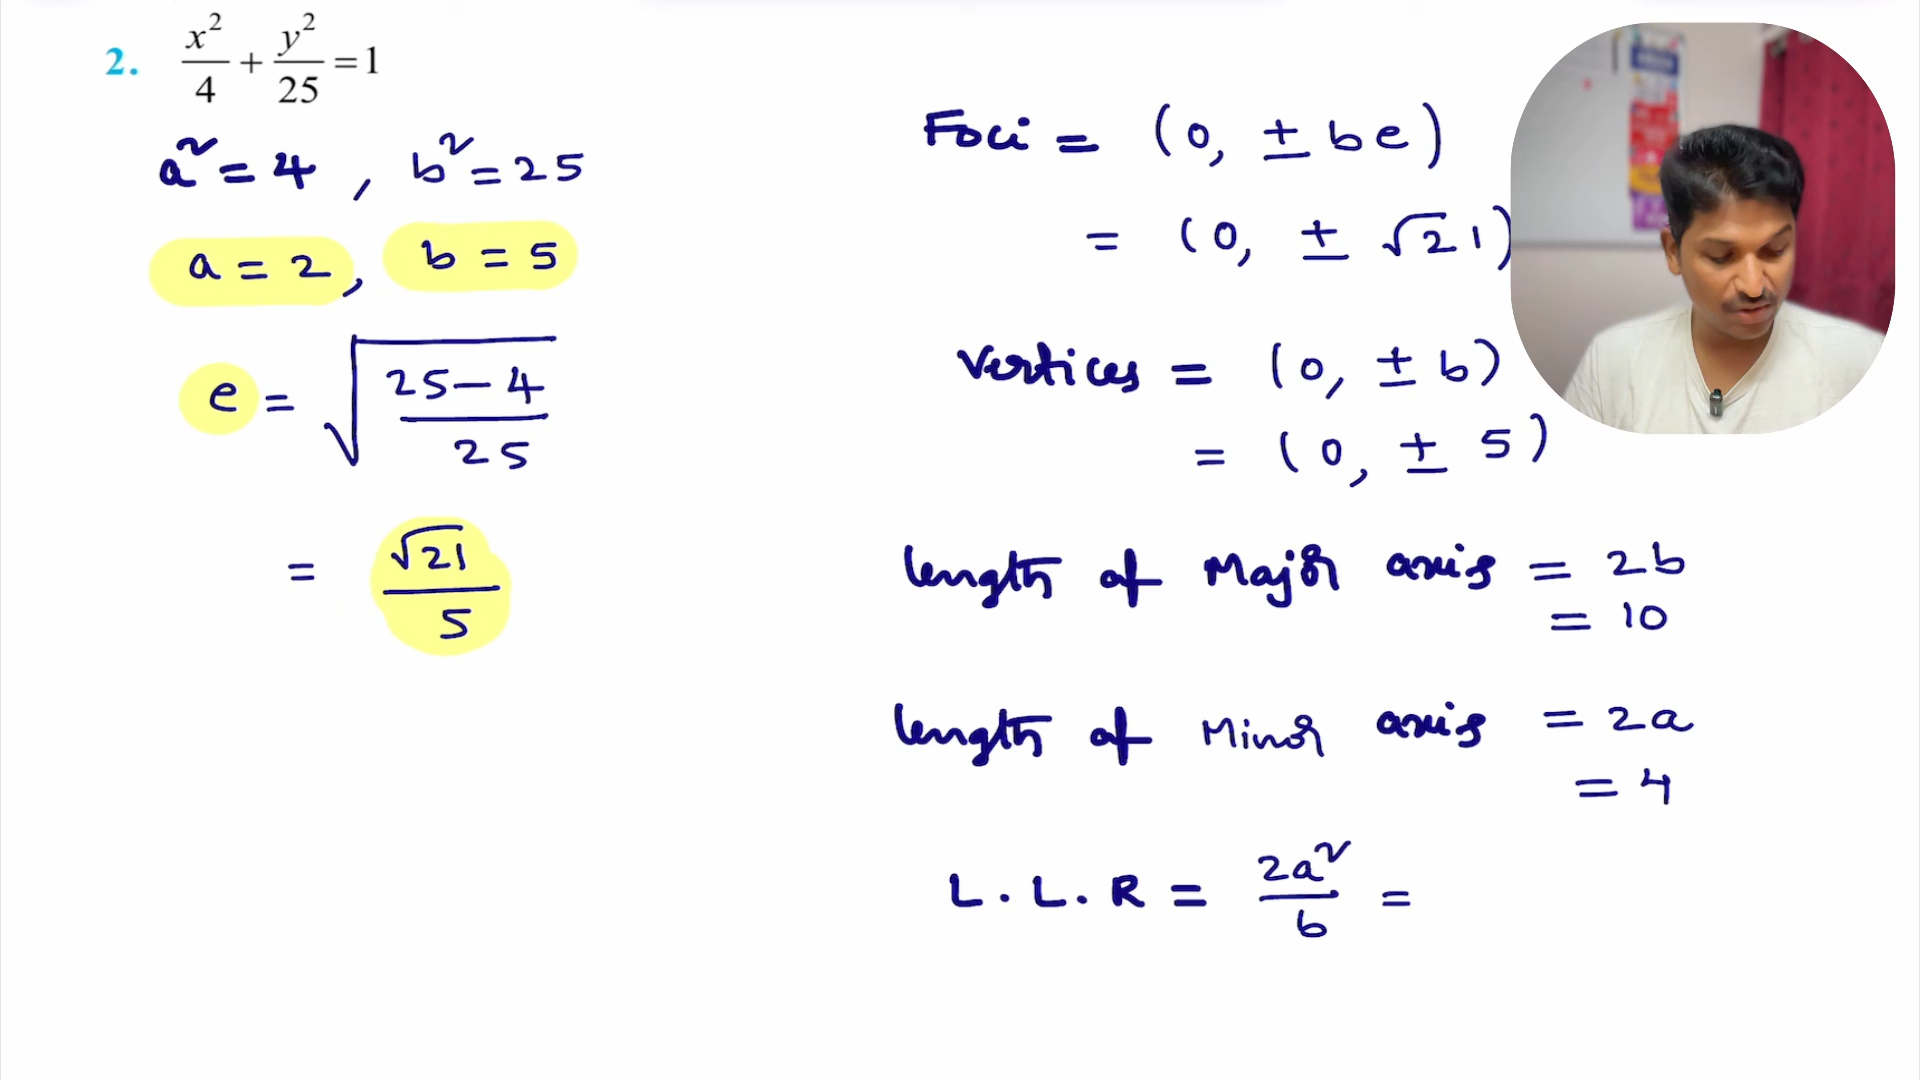 2. x²/4 + y²/25 = 1
a² = 4 , b² = 25
a = 2 , b = 5
e = √((25-4)/25)
= √21/5
Foci = (0, ± be)
= (0, ± √21)
Vertices = (0, ± b)
= (0, ± 5)
length of Major axis = 2b
= 10
length of Minor axis = 2a
= 4
L.L.R = 2a²/b =